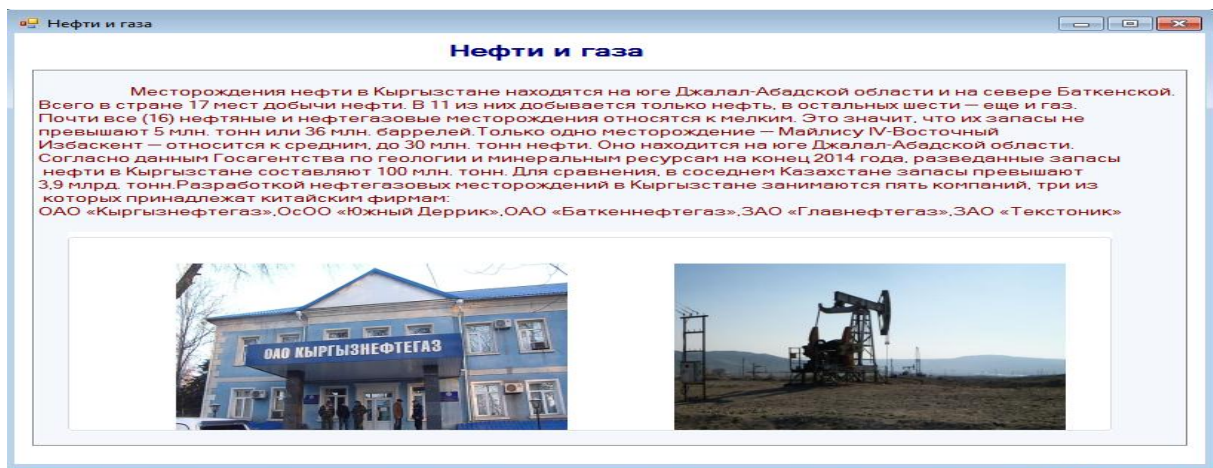 Нефти и газа
Нефти и газа
Месторождения нефти в Кыргызстане находятся на юге Джалал-Абадской области и на севере Баткенской.
Всего в стране 17 мест добычи нефти. В 11 из них добывается только нефть, в остальных шести — еще и газ.
Почти все (16) нефтяные и нефтегазовые месторождения относятся к мелким. Это значит, что их запасы не
превышают 5 млн. тонн или 36 млн. баррелей.Только одно месторождение — Майлису IV-Восточный
Избаскент — относится к средним, до 30 млн. тонн нефти. Оно находится на юге Джалал-Абадской области.
Согласно данным Госагентства по геологии и минеральным ресурсам на конец 2014 года, разведанные запасы
нефти в Кыргызстане составляют 100 млн. тонн. Для сравнения, в соседнем Казахстане запасы превышают
3,9 млрд. тонн.Разработкой нефтегазовых месторождений в Кыргызстане занимаются пять компаний, три из
которых принадлежат китайским фирмам:
ОАО «Кыргызнефтегаз»,ОсОО «Южный Деррик»,ОАО «Баткеннефтегаз»,ЗАО «Главнефтегаз»,ЗАО «Текстоник»
ОАО КЫРГЫЗНЕФТЕГАЗ